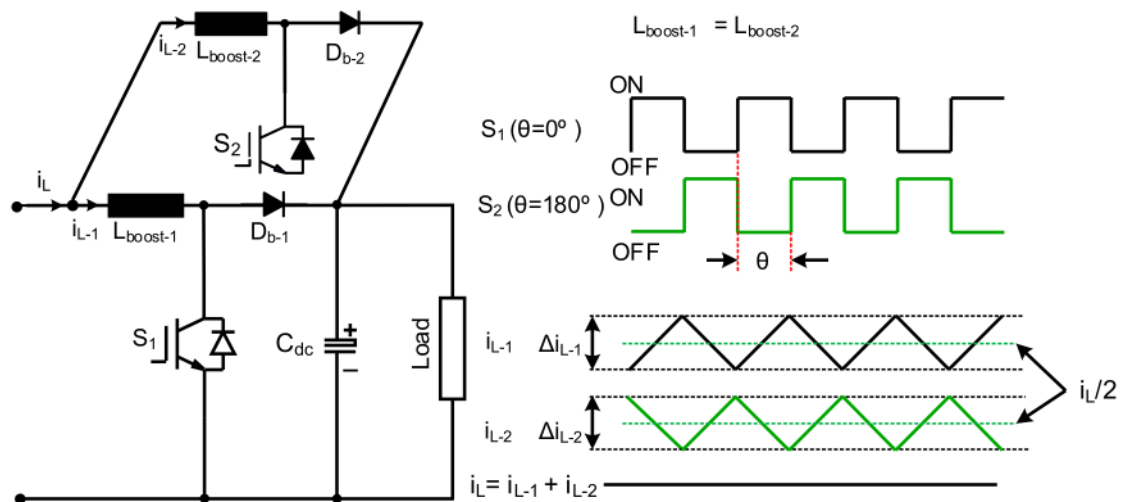 i_L-2
L_boost-2
D_b-2
S_2
i_L
i_L-1
L_boost-1
D_b-1
S_1
C_dc
+
−
Load
L_boost-1 = L_boost-2
ON
S_1 (θ=0º)
OFF
ON
S_2 (θ=180º)
OFF
θ
i_L-1 Δi_L-1
i_L/2
i_L-2 Δi_L-2
i_L= i_L-1 + i_L-2